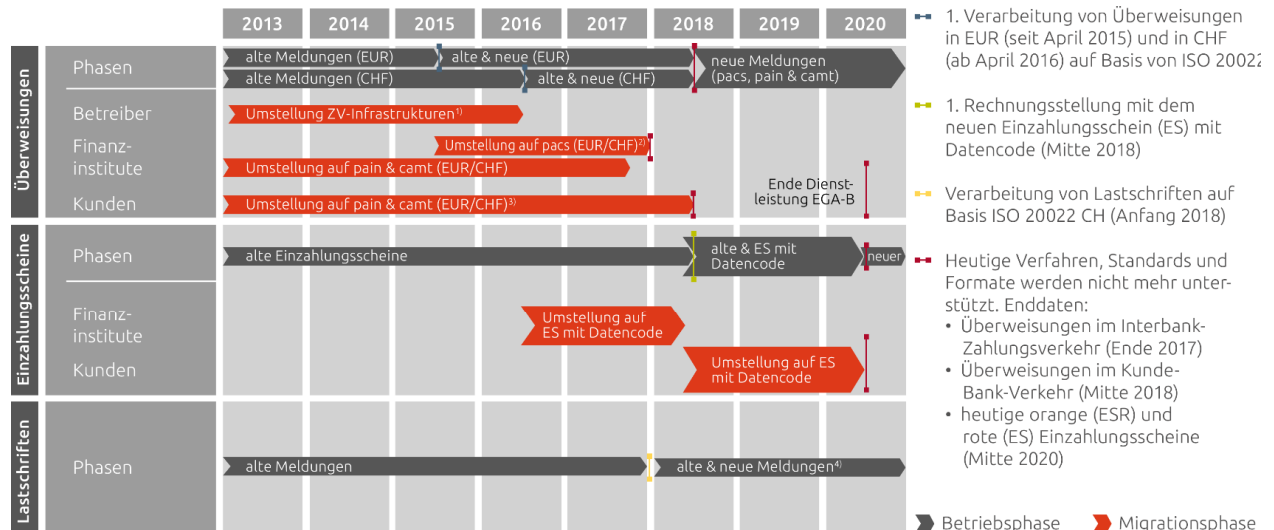 2013 2014 2015 2016 2017 2018 2020
Überweisungen
Phasen
alte Meldungen (EUR) alte & neue (EUR)
alte Meldungen (CHF) alte & neue (CHF)
neue Meldungen
(pacs, pain & camt)
Betreiber
Umstellung ZV-Infrastrukturen¹⁾
Finanz-
institute
Umstellung auf pacs (EUR/CHF)²⁾
Umstellung auf pain & camt (EUR/CHF)
Kunden
Umstellung auf pain & camt (EUR/CHF)³⁾
Ende Dienst-
leistung EGA-B
Einzahlungsscheine
Phasen
alte Einzahlungsscheine
alte & ES mit
Datencode
neuer
Finanz-
institute
Umstellung auf
ES mit Datencode
Kunden
Umstellung auf ES
mit Datencode
Lastschriften
Phasen
alte Meldungen
alte & neue Meldungen⁴⁾
1. Verarbeitung von Überweisungen
in EUR (seit April 2015) und in CHF
(ab April 2016) auf Basis von ISO 20022
1. Rechnungsstellung mit dem
neuen Einzahlungsschein (ES) mit
Datencode (Mitte 2018)
Verarbeitung von Lastschriften auf
Basis ISO 20022 CH (Anfang 2018)
Heutige Verfahren, Standards und
Formate werden nicht mehr unter-
stützt. Enddaten:
• Überweisungen im Interbank-
Zahlungsverkehr (Ende 2017)
• Überweisungen im Kunde-
Bank-Verkehr (Mitte 2018)
• heutige orange (ESR) und
rote (ES) Einzahlungsscheine
(Mitte 2020)
Betriebsphase Migrationsphase